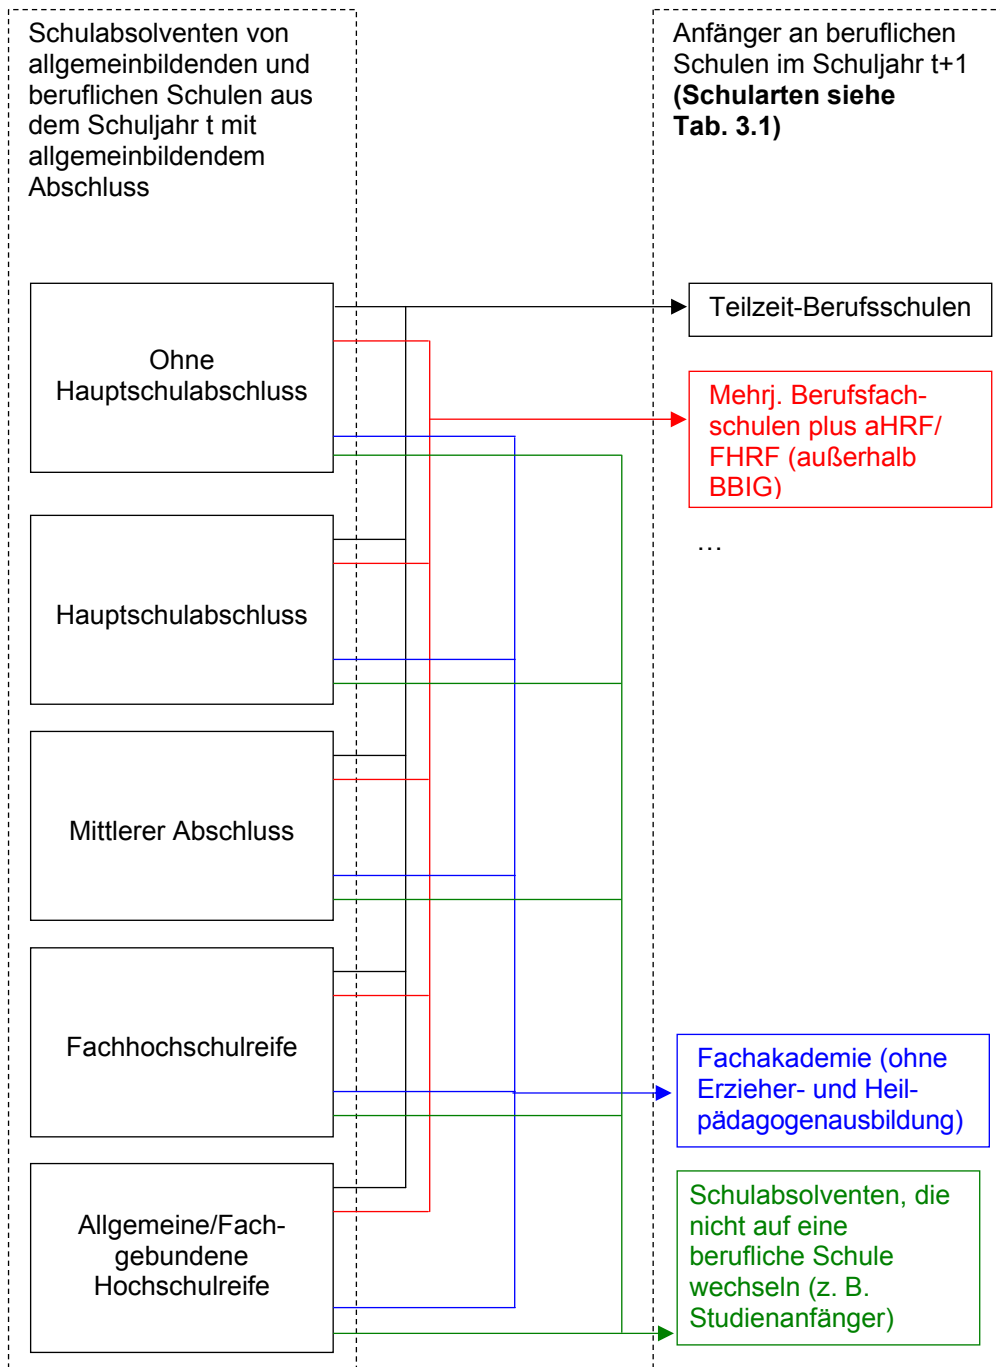 Schulabsolventen von
allgemeinbildenden und
beruflichen Schulen aus
dem Schuljahr t mit
allgemeinbildendem
Abschluss
Anfänger an beruflichen
Schulen im Schuljahr t+1
(Schularten siehe
Tab. 3.1)
Ohne
Hauptschulabschluss
Hauptschulabschluss
Mittlerer Abschluss
Fachhochschulreife
Allgemeine/Fach-
gebundene
Hochschulreife
Teilzeit-Berufsschulen
Mehrj. Berufsfach-
schulen plus aHRF/
FHRF (außerhalb
BBIG)
...
Fachakademie (ohne
Erzieher- und Heil-
pädagogenausbildung)
Schulabsolventen, die
nicht auf eine
berufliche Schule
wechseln (z. B.
Studienanfänger)